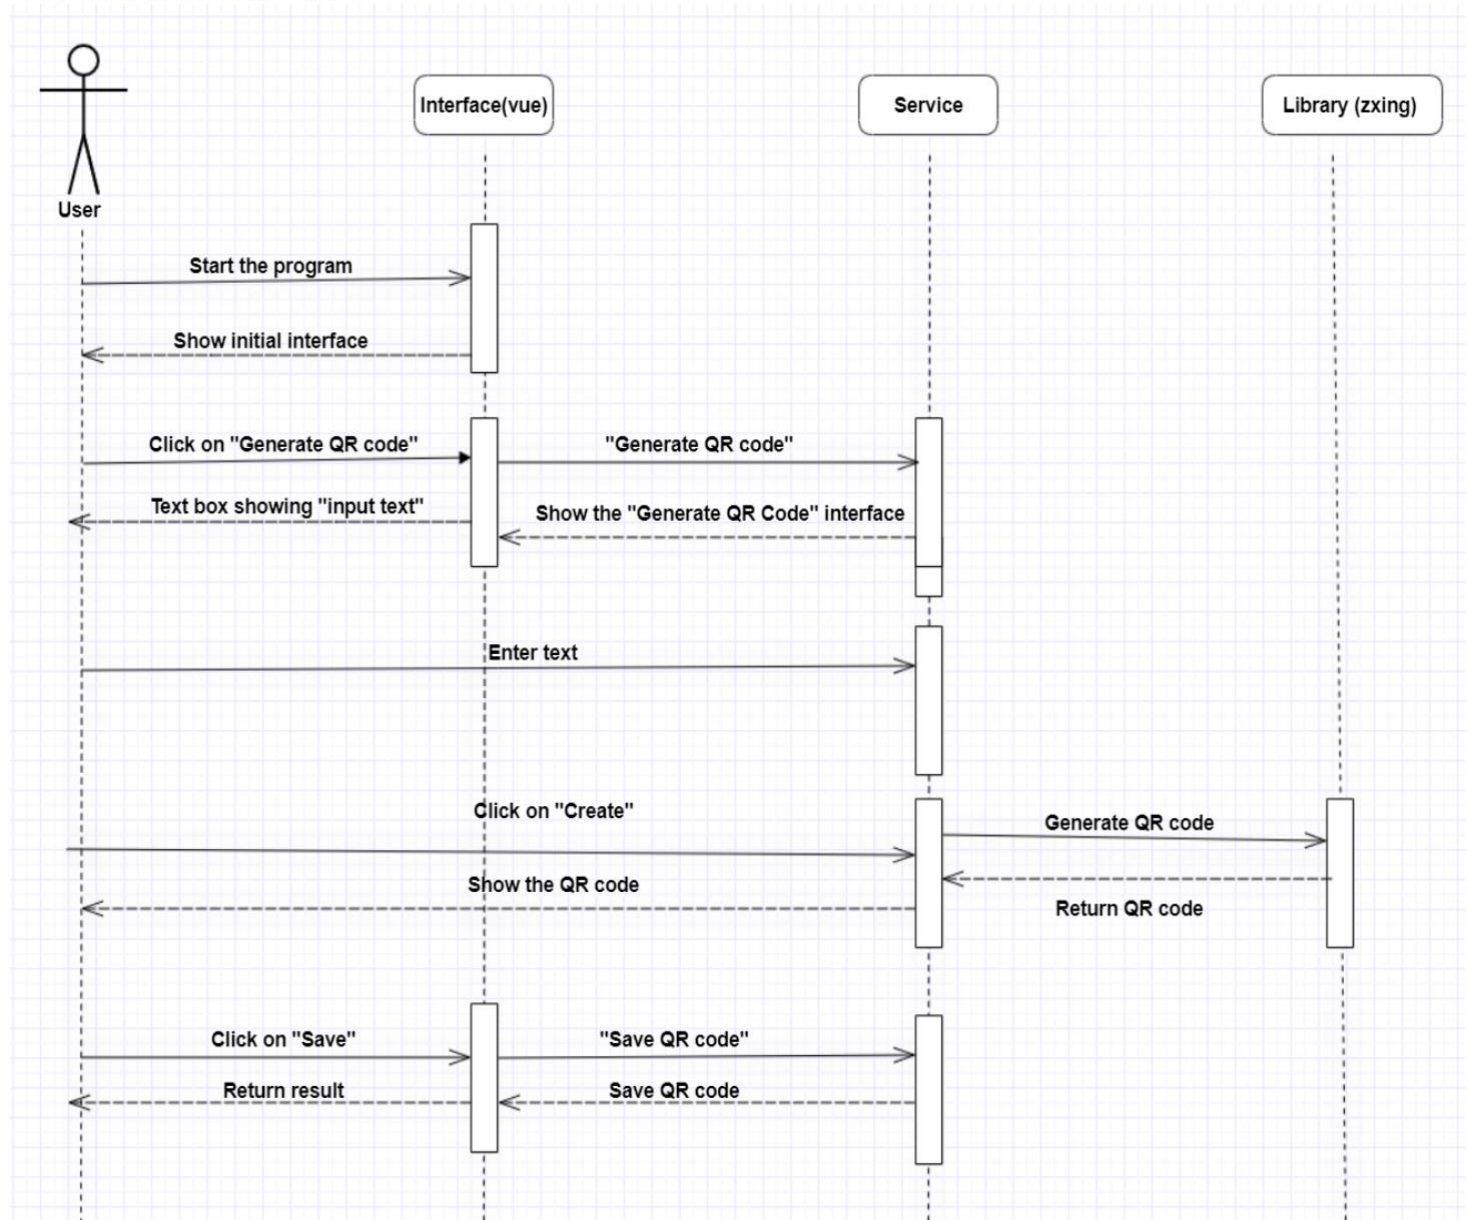 Interface(vue)
Service
Library (zxing)
User
Start the program
Show initial interface
Click on "Generate QR code"
"Generate QR code"
Text box showing "input text"
Show the "Generate QR Code" interface
Enter text
Click on "Create"
Generate QR code
Show the QR code
Return QR code
Click on "Save"
"Save QR code"
Return result
Save QR code